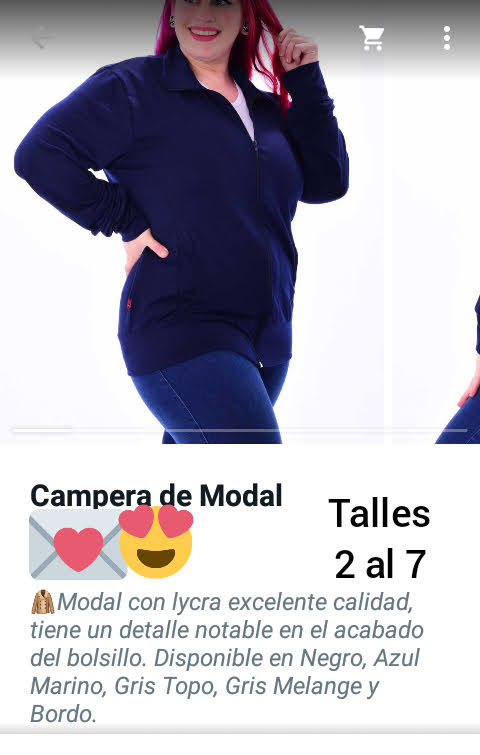 Campera de Modal
Talles
2 al 7
Modal con lycra excelente calidad,
tiene un detalle notable en el acabado
del bolsillo. Disponible en Negro, Azul
Marino, Gris Topo, Gris Melange y
Bordo.